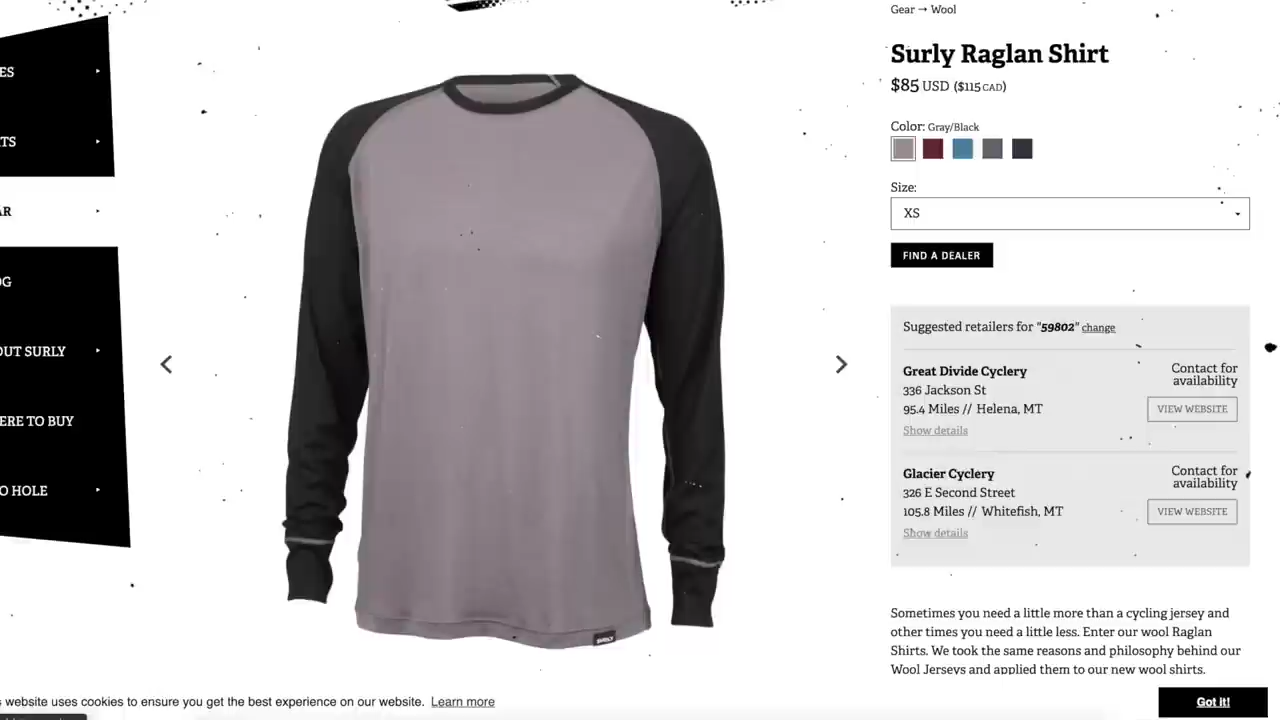 Gear → Wool
Surly Raglan Shirt
$85 USD ($115 CAD)
Color: Gray/Black
Size:
XS
FIND A DEALER
Suggested retailers for "59802" change
Great Divide Cyclery
336 Jackson St
95.4 Miles // Helena, MT
Show details
Contact for
availability
VIEW WEBSITE
Glacier Cyclery
326 E Second Street
105.8 Miles // Whitefish, MT
Show details
Contact for
availability
VIEW WEBSITE
Sometimes you need a little more than a cycling jersey and
other times you need a little less. Enter our wool Raglan
Shirts. We took the same reasons and philosophy behind our
Wool Jerseys and applied them to our new wool shirts.
ES
TS
AR
OG
OUT SURLY
ERE TO BUY
O HOLE
SURLY
website uses cookies to ensure you get the best experience on our website. Learn more
Got it!